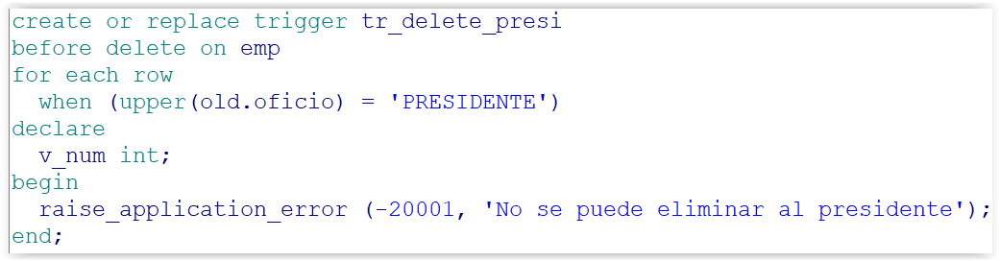 create or replace trigger tr_delete_presi
before delete on emp
for each row
  when (upper(old.oficio) = 'PRESIDENTE')
declare
  v_num int;
begin
  raise_application_error (-20001, 'No se puede eliminar al presidente');
end;